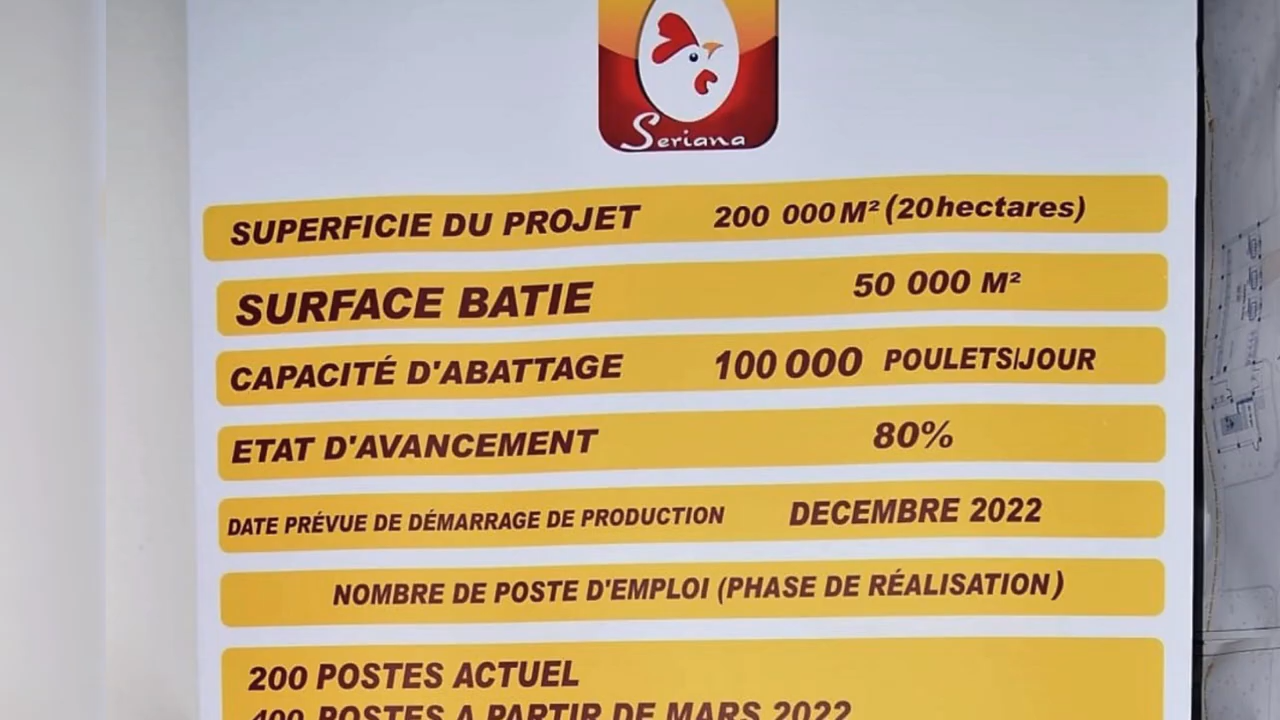 Seriana
SUPERFICIE DU PROJET 200 000 M² (20hectares)
SURFACE BATIE 50 000 M²
CAPACITÉ D'ABATTAGE 100 000 POULETS/JOUR
ETAT D'AVANCEMENT 80%
DATE PRÉVUE DE DÉMARRAGE DE PRODUCTION DECEMBRE 2022
NOMBRE DE POSTE D'EMPLOI (PHASE DE RÉALISATION)
200 POSTES ACTUEL
400 POSTES A PARTIR DE MARS 2022